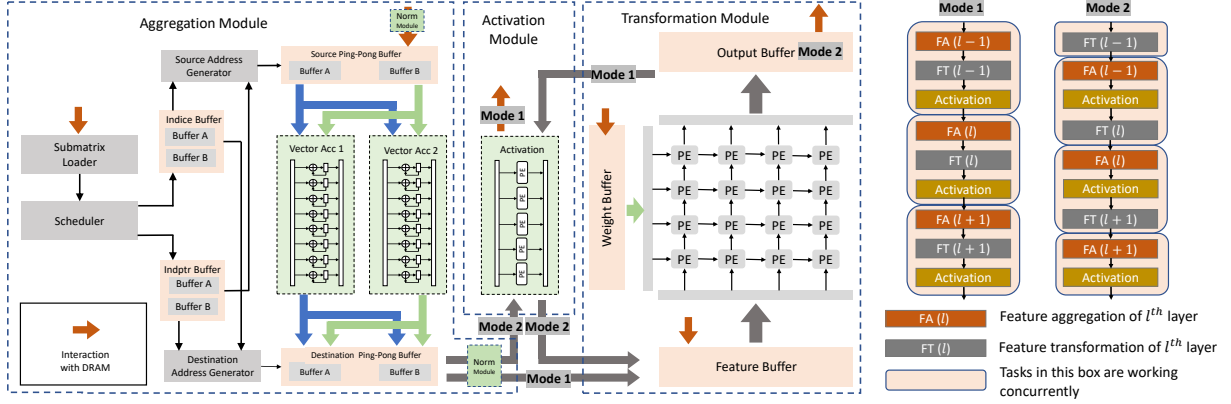 Aggregation Module
Norm
Module
Source Ping-Pong Buffer
Buffer A
Buffer B
Source Address
Generator
Indice Buffer
Buffer A
Buffer B
Submatrix
Loader
Scheduler
Indptr Buffer
Buffer A
Buffer B
Vector Acc 1
Vector Acc 2
Interaction
with DRAM
Destination
Address Generator
Destination Ping-Pong Buffer
Buffer A
Buffer B
Norm
Module
Activation
Module
Mode 1
Activation
PE
PE
PE
PE
PE
Mode 2
Mode 2
Mode 1
Transformation Module
Output Buffer
Mode 2
Mode 1
Weight Buffer
PE PE PE PE
PE PE PE PE
PE PE PE PE
PE PE PE PE
Feature Buffer
Mode 1
FA (l − 1)
FT (l − 1)
Activation
FA (l)
FT (l)
Activation
FA (l + 1)
FT (l + 1)
Activation
Mode 2
FT (l − 1)
FA (l − 1)
Activation
FT (l)
FA (l)
Activation
FT (l + 1)
FA (l + 1)
Activation
FA (l)
Feature aggregation of l^th layer
FT (l)
Feature transformation of l^th layer
Tasks in this box are working
concurrently